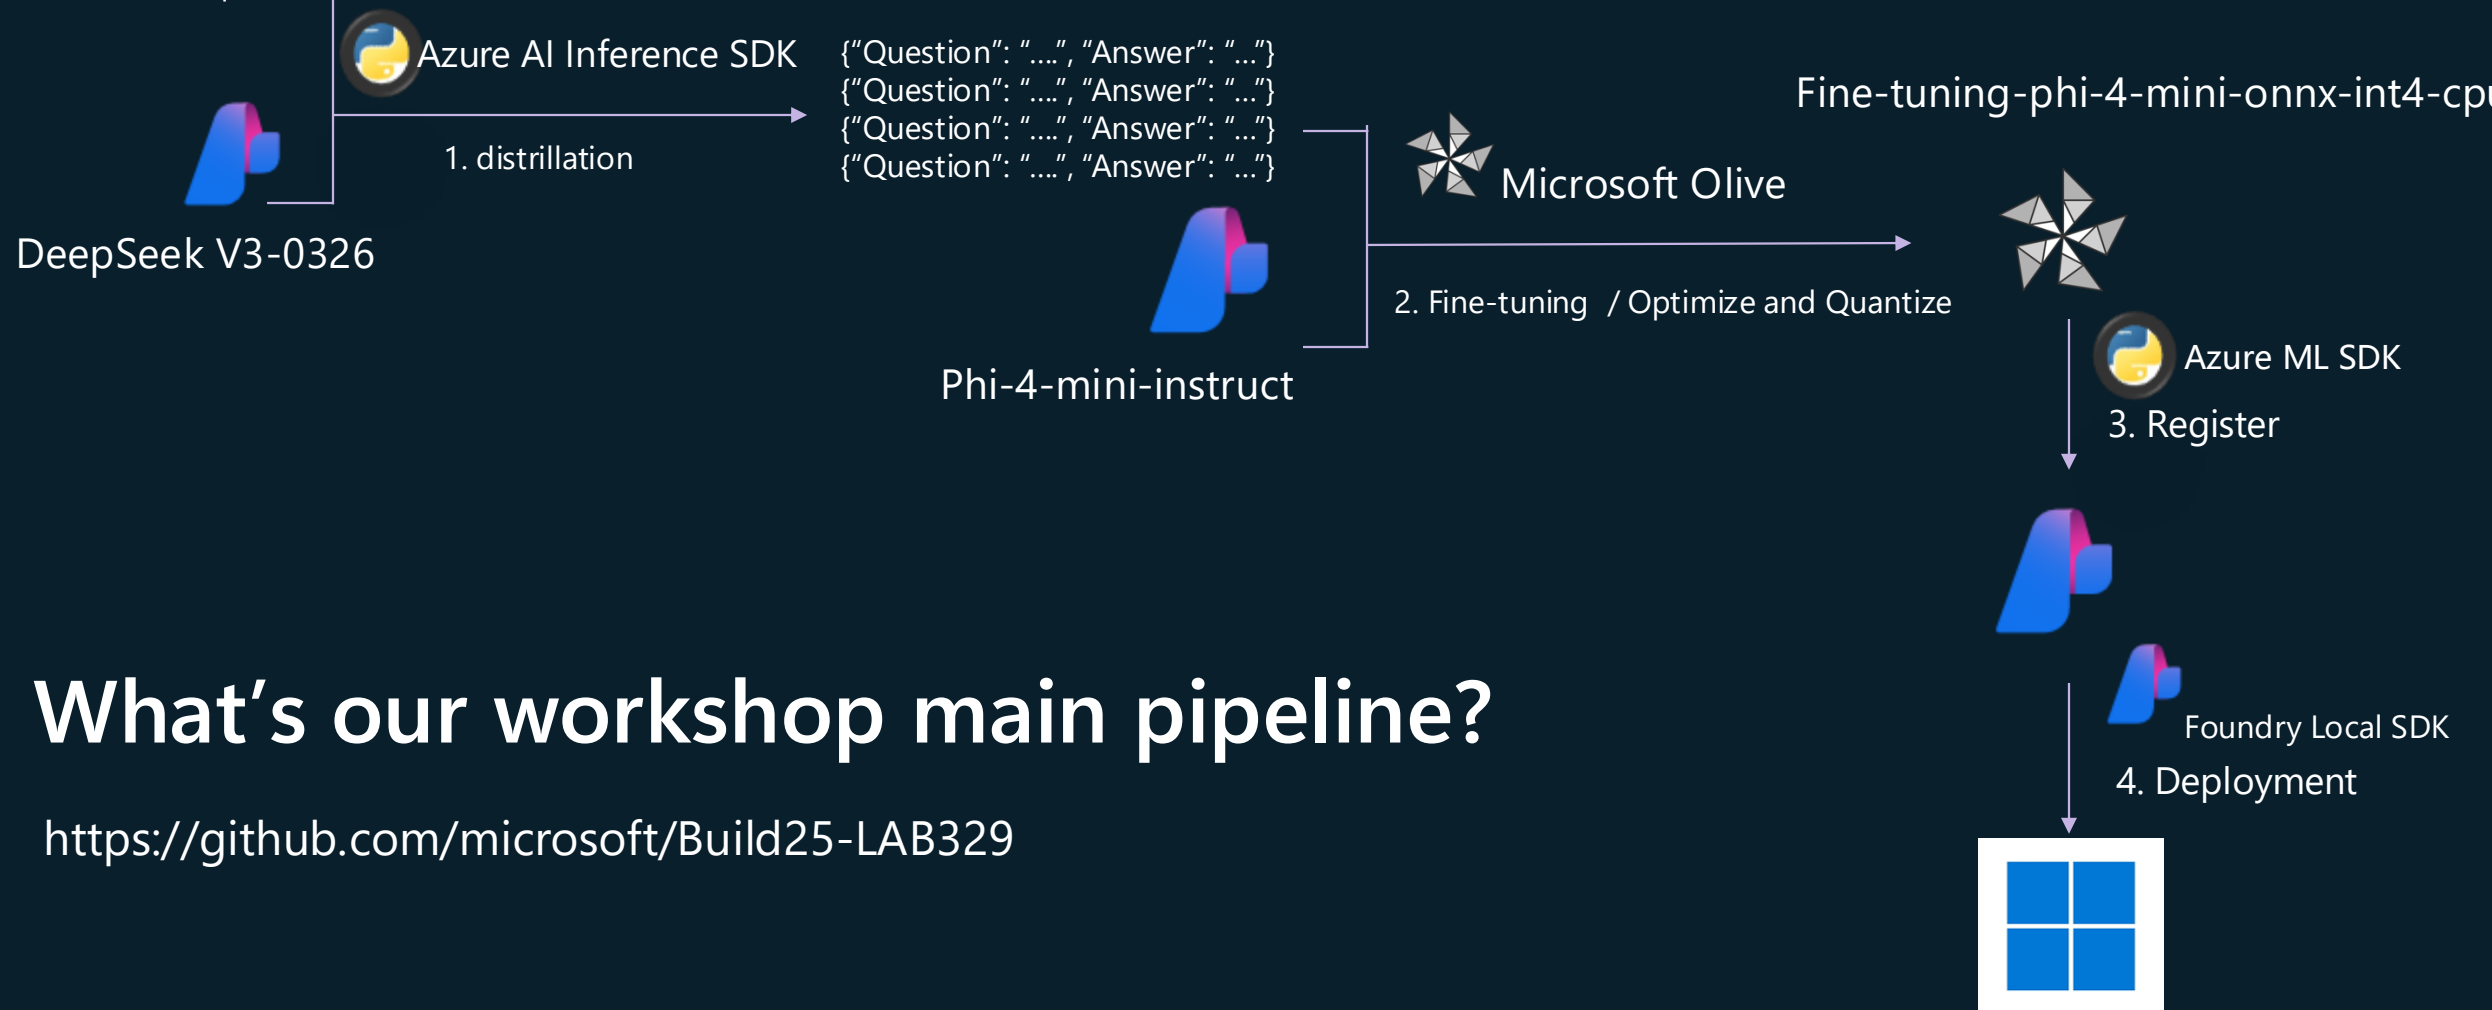 Azure AI Inference SDK
1. distrillation
DeepSeek V3-0326
{“Question”: “....”, “Answer”: “...”}
{“Question”: “....”, “Answer”: “...”}
{“Question”: “....”, “Answer”: “...”}
{“Question”: “....”, “Answer”: “...”}
Phi-4-mini-instruct
Microsoft Olive
2. Fine-tuning / Optimize and Quantize
Fine-tuning-phi-4-mini-onnx-int4-cpu
Azure ML SDK
3. Register
Foundry Local SDK
4. Deployment
What’s our workshop main pipeline?
https://github.com/microsoft/Build25-LAB329